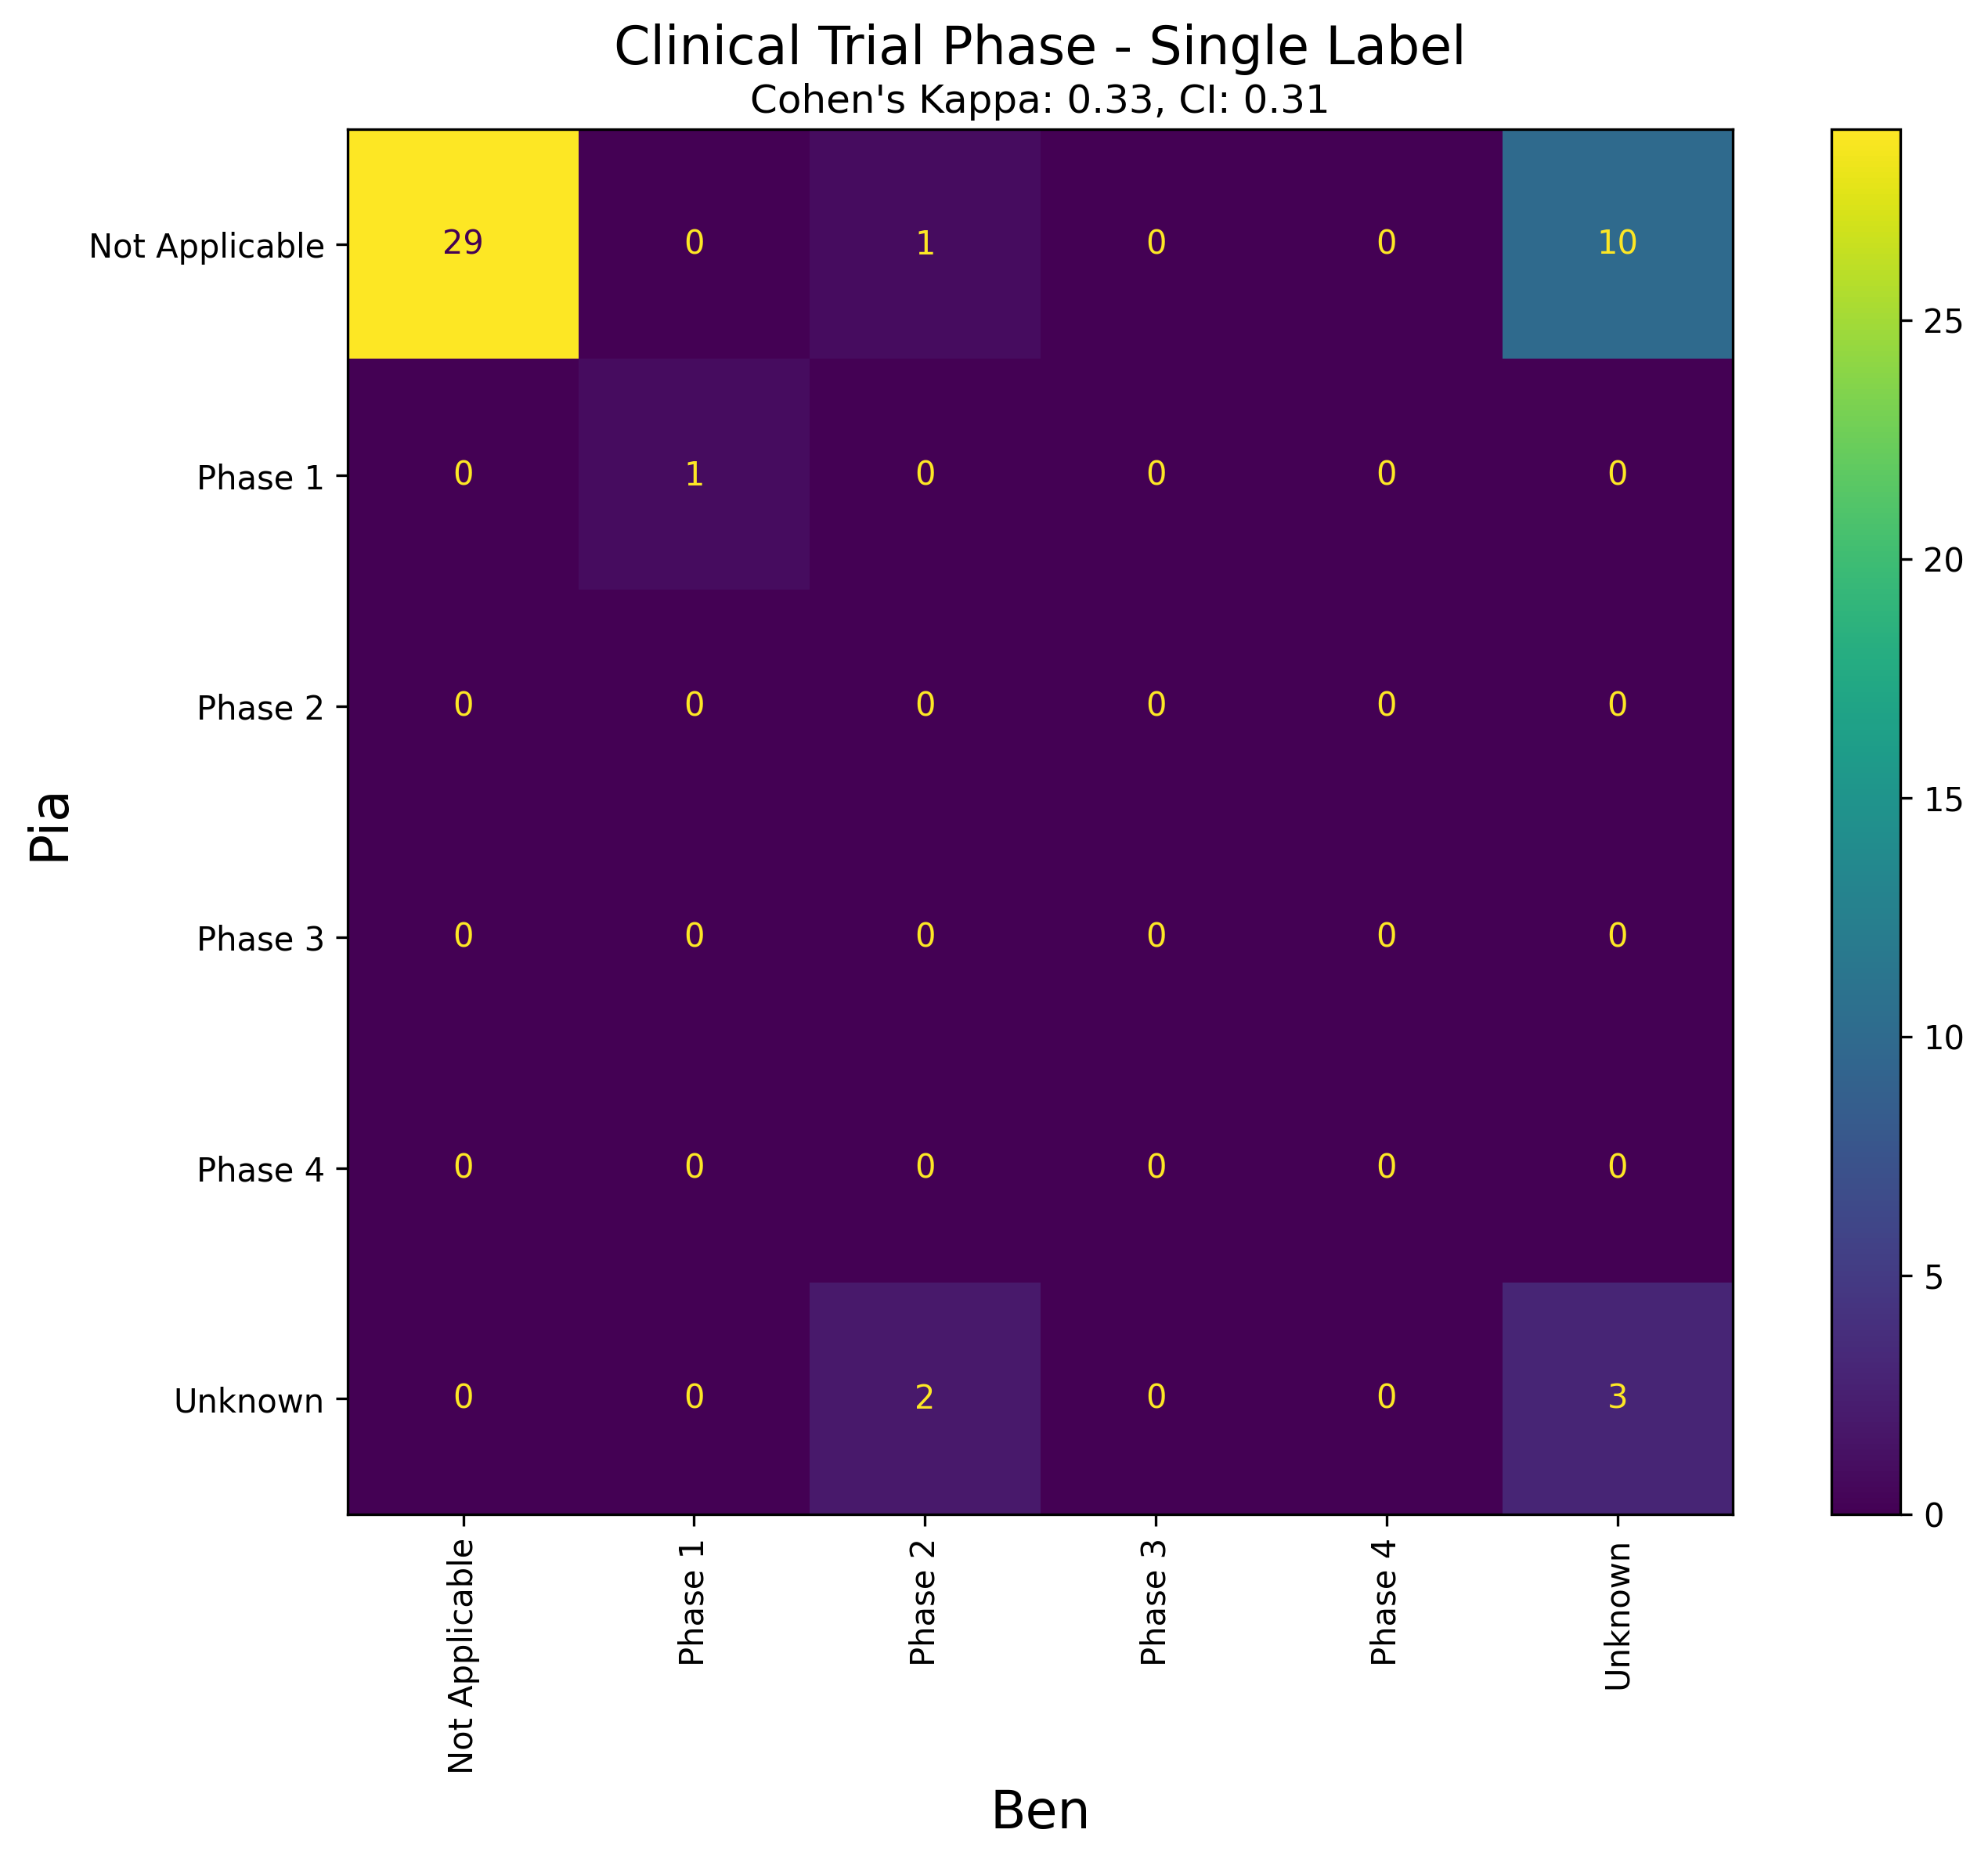 Clinical Trial Phase - Single Label
Cohen's Kappa: 0.33, CI: 0.31
Pia
Not Applicable 29 0 1 0 0 10
Phase 1 0 1 0 0 0 0
Phase 2 0 0 0 0 0 0
Phase 3 0 0 0 0 0 0
Phase 4 0 0 0 0 0 0
Unknown 0 0 2 0 0 3
Not Applicable Phase 1 Phase 2 Phase 3 Phase 4 Unknown
Ben
25
20
15
10
5
0